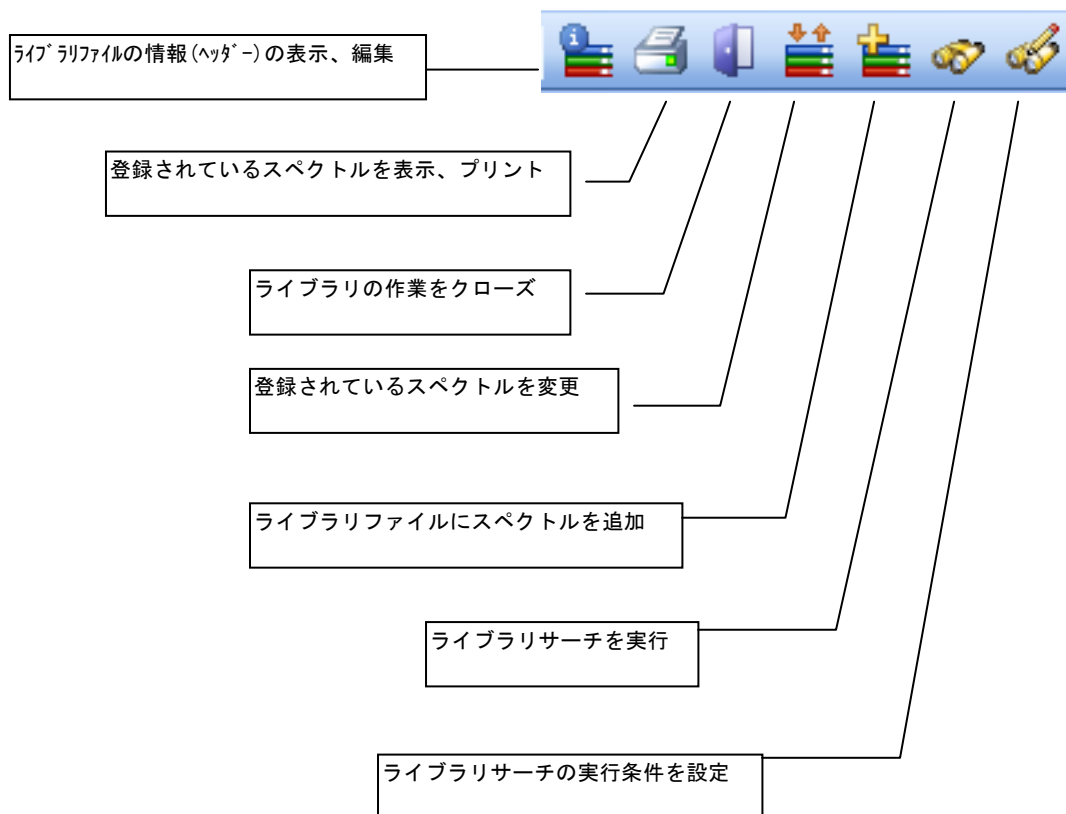 ﾗｲﾌﾞﾗﾘﾌｧｲﾙの情報(ﾍｯﾀﾞｰ)の表示、編集
登録されているスペクトルを表示、プリント
ライブラリの作業をクローズ
登録されているスペクトルを変更
ライブラリファイルにスペクトルを追加
ライブラリサーチを実行
ライブラリサーチの実行条件を設定